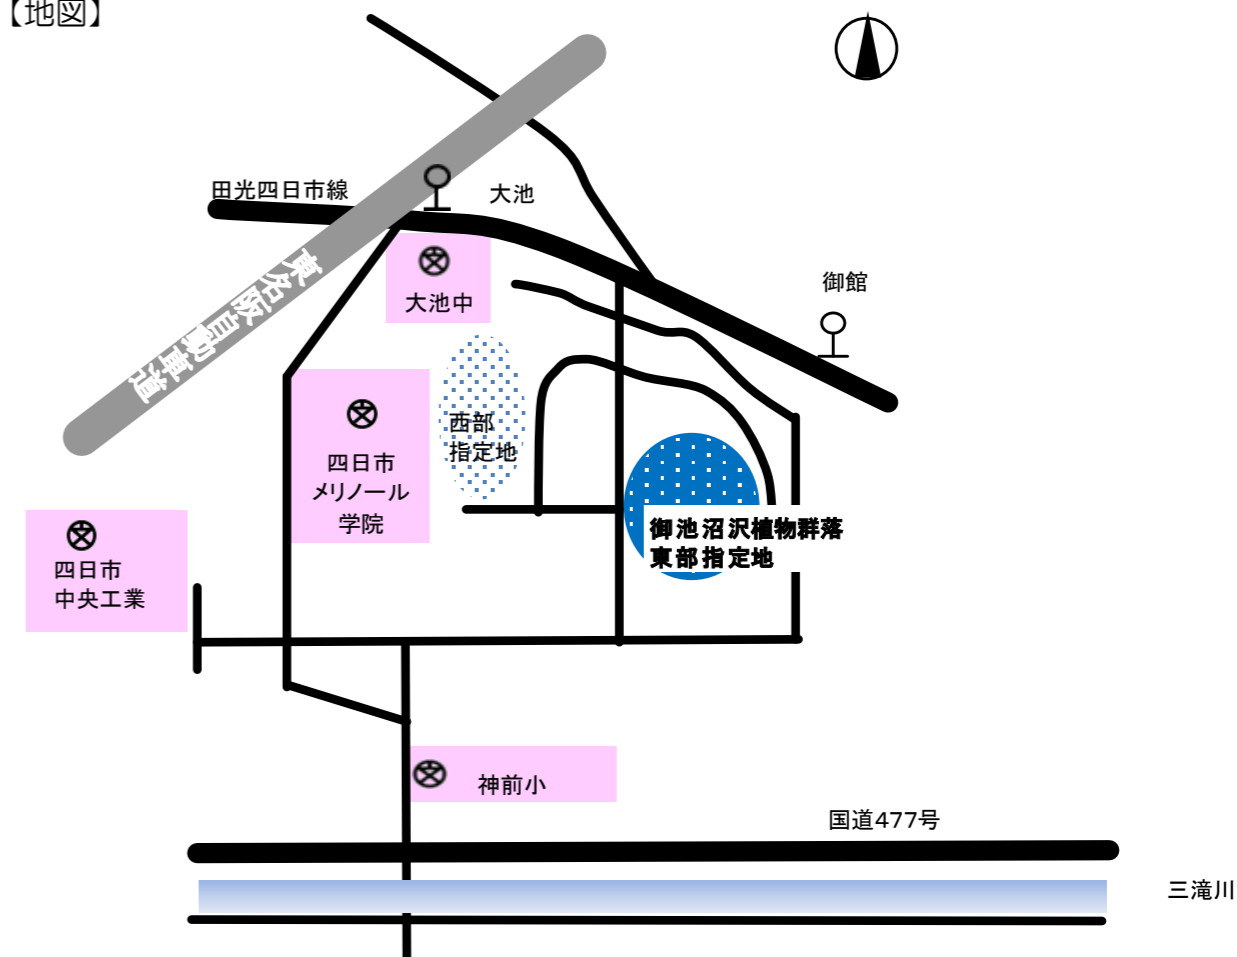 【地図】
田光四日市線
大池
東名阪自動車道
大池中
御館
西部
指定地
四日市
メリノール
学院
御池沼沢植物群落
東部指定地
四日市
中央工業
神前小
国道477号
三滝川